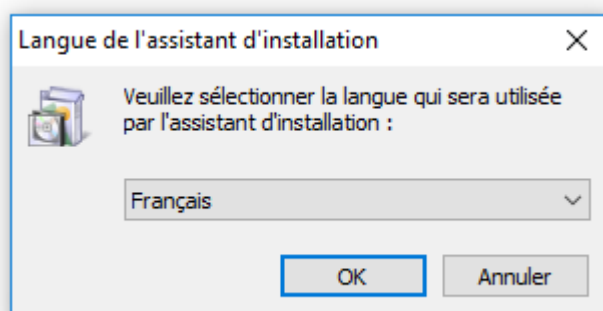 Langue de l'assistant d'installation
Veuillez sélectionner la langue qui sera utilisée
par l'assistant d'installation :
Français
OK
Annuler